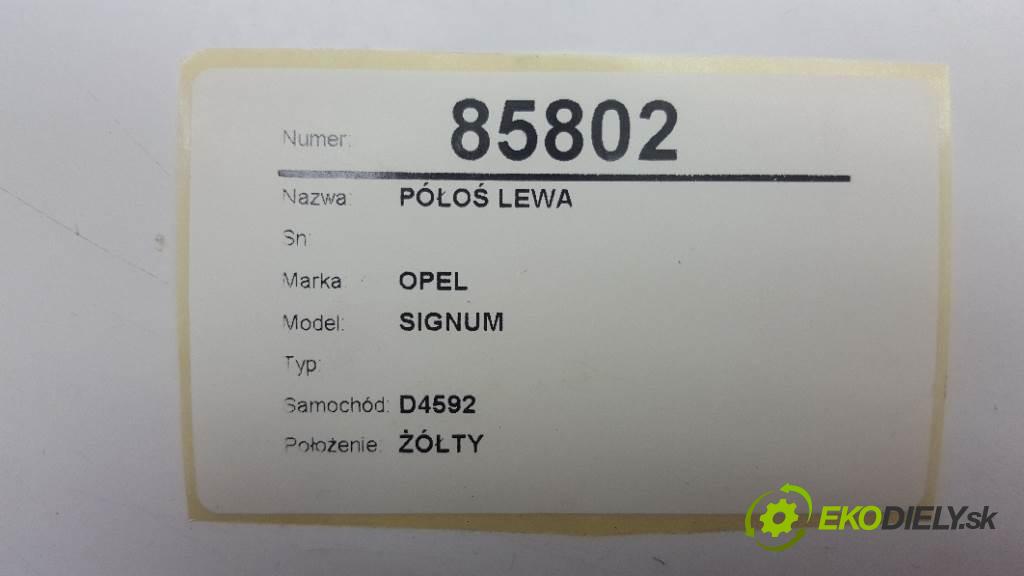 Numer: 85802
Nazwa: PÓŁOŚ LEWA
Sn:
Marka: OPEL
Model: SIGNUM
Typ:
Samochód: D4592
Położenie: ŻÓŁTY
EKODIELY.sk